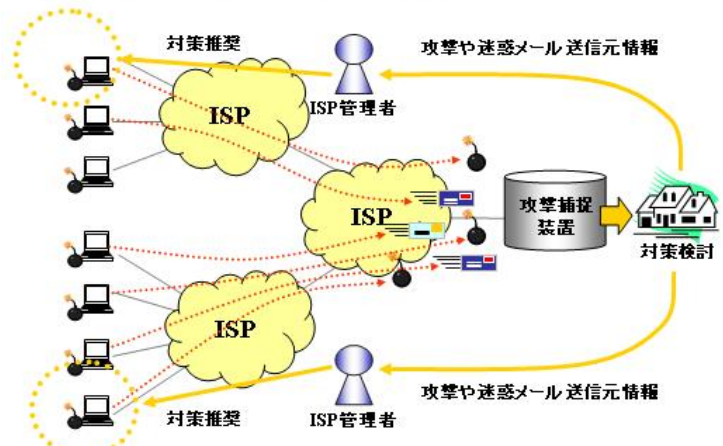 対策推奨
攻撃や迷惑メール送信元情報
ISP
ISP管理者
ISP
攻撃捕捉
装置
対策検討
ISP
対策推奨
ISP管理者
攻撃や迷惑メール送信元情報